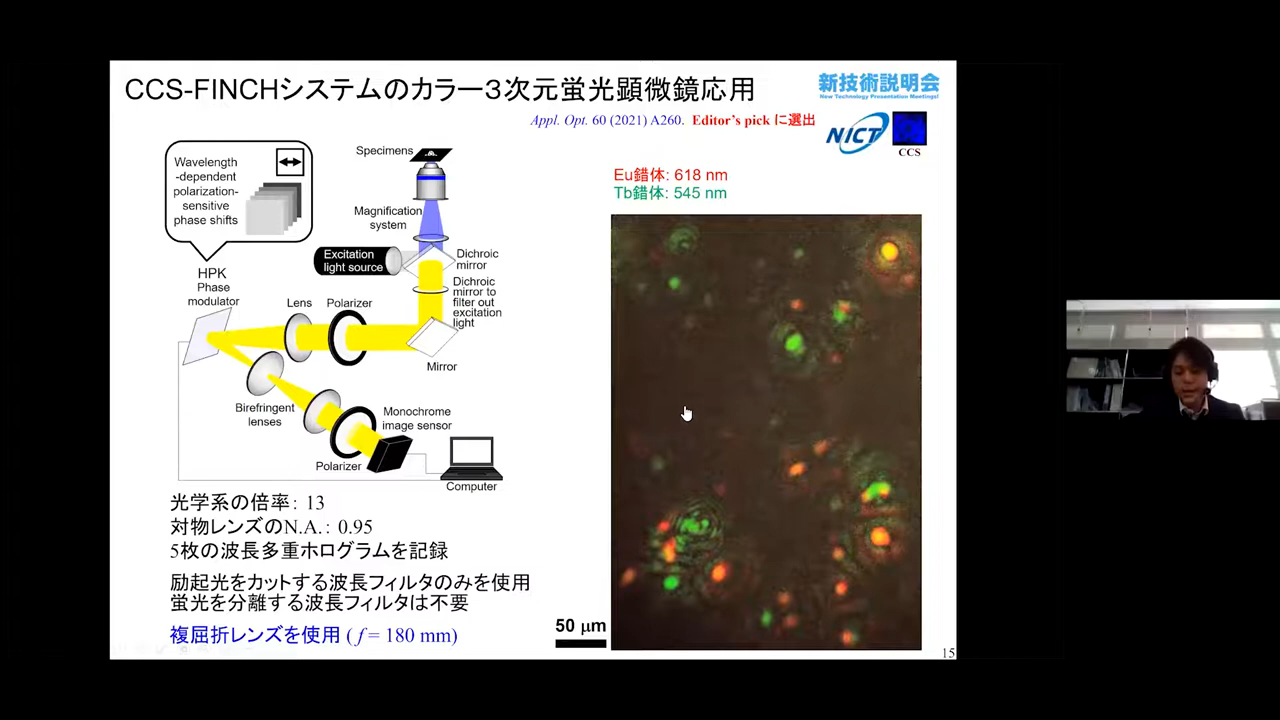 CCS-FINCHシステムのカラー3次元蛍光顕微鏡応用
新技術説明会
New Technology Presentation Meetings!
Appl. Opt. 60 (2021) A260. Editor's pick に選出
NICT
CCS
Wavelength
-dependent
polarization-
sensitive
phase shifts
Specimens
Magnification
system
Excitation
light source
Dichroic
mirror
Dichroic
mirror to
filter out
excitation
light
HPK
Phase
modulator
Lens
Polarizer
Mirror
Birefringent
lenses
Monochrome
image sensor
Polarizer
Computer
Eu錯体: 618 nm
Tb錯体: 545 nm
光学系の倍率: 13
対物レンズのN.A.: 0.95
5枚の波長多重ホログラムを記録
励起光をカットする波長フィルタのみを使用
蛍光を分離する波長フィルタは不要
複屈折レンズを使用 ( f = 180 mm)
50 μm
15